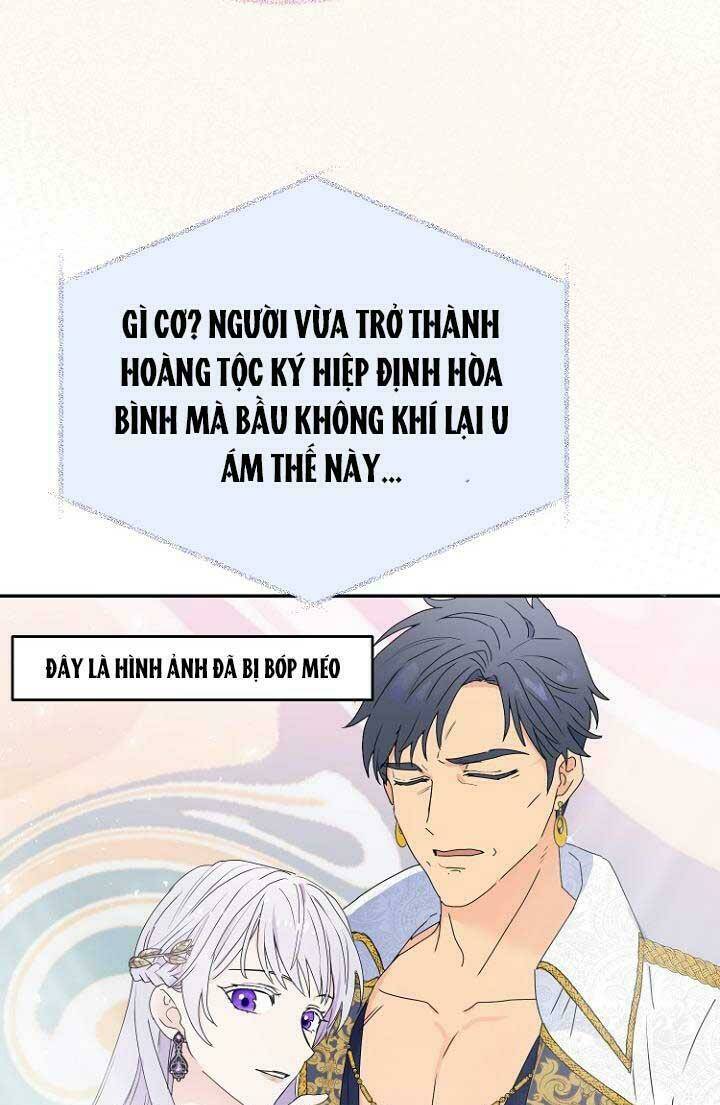 GÌ CƠ? NGƯỜI VỪA TRỞ THÀNH
HOÀNG TỘC KÝ HIỆP ĐỊNH HÒA
BÌNH MÀ BẦU KHÔNG KHÍ LẠI U
ÁM THẾ NÀY...
ĐÂY LÀ HÌNH ẢNH ĐÃ BỊ BÓP MÉO